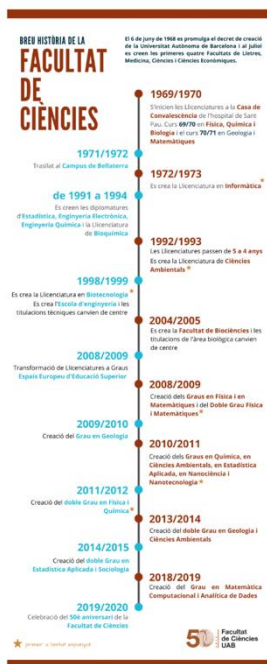 BREU HISTÒRIA DE LA
FACULTAT
DE
CIÈNCIES
El 6 de juny de 1968 es promulga el decret de creació
de la Universitat Autònoma de Barcelona i al juliol
es creen les primeres quatre Facultats de Lletres,
Medicina, Ciències i Ciències Econòmiques.
1969/1970
S'inicien les Llicenciatures a la Casa de
Convalescència de l'hospital de Sant
Pau. Curs 69/70 en Física, Química i
Biologia i el curs 70/71 en Geologia i
Matemàtiques
1971/1972
Trasllat al Campus de Bellaterra
1972/1973
Es crea la Llicenciatura en Informàtica*
de 1991 a 1994
Es creen les diplomatures
d'Estadística, Enginyeria Electrònica,
Enginyeria Química i la Llicenciatura
de Bioquímica
1992/1993
Les Llicenciatures passen de 5 a 4 anys
Es crea la Llicenciatura de Ciències
Ambientals*
1998/1999
Es crea la Llicenciatura en Biotecnologia*
Es crea l'Escola d'enginyeria i les
titulacions tècniques canvien de centre
2004/2005
Es crea la Facultat de Biociències i les
titulacions de l'àrea biològica canvien
de centre
2008/2009
Transformació de Llicenciatures a Graus
Espais Europeu d'Educació Superior
2008/2009
Creació dels Graus en Física i en
Matemàtiques i del Doble Grau Física
i Matemàtiques*
2009/2010
Creació del Grau en Geologia
2010/2011
Creació dels Graus en Química, en
Ciències Ambientals, en Estadística
Aplicada, en Nanociència i
Nanotecnologia*
2011/2012
Creació del doble Grau en Física i
Química*
2013/2014
Creació del doble Grau en Geologia i
Ciències Ambientals
2014/2015
Creació del doble Grau en
Estadística Aplicada i Sociologia
2018/2019
Creació del Grau en Matemàtica
Computacional i Analítica de Dades
2019/2020
Celebració del 50è aniversari de la
Facultat de Ciències
* primer a l'estat espanyol
50
Facultat
de Ciències
UAB